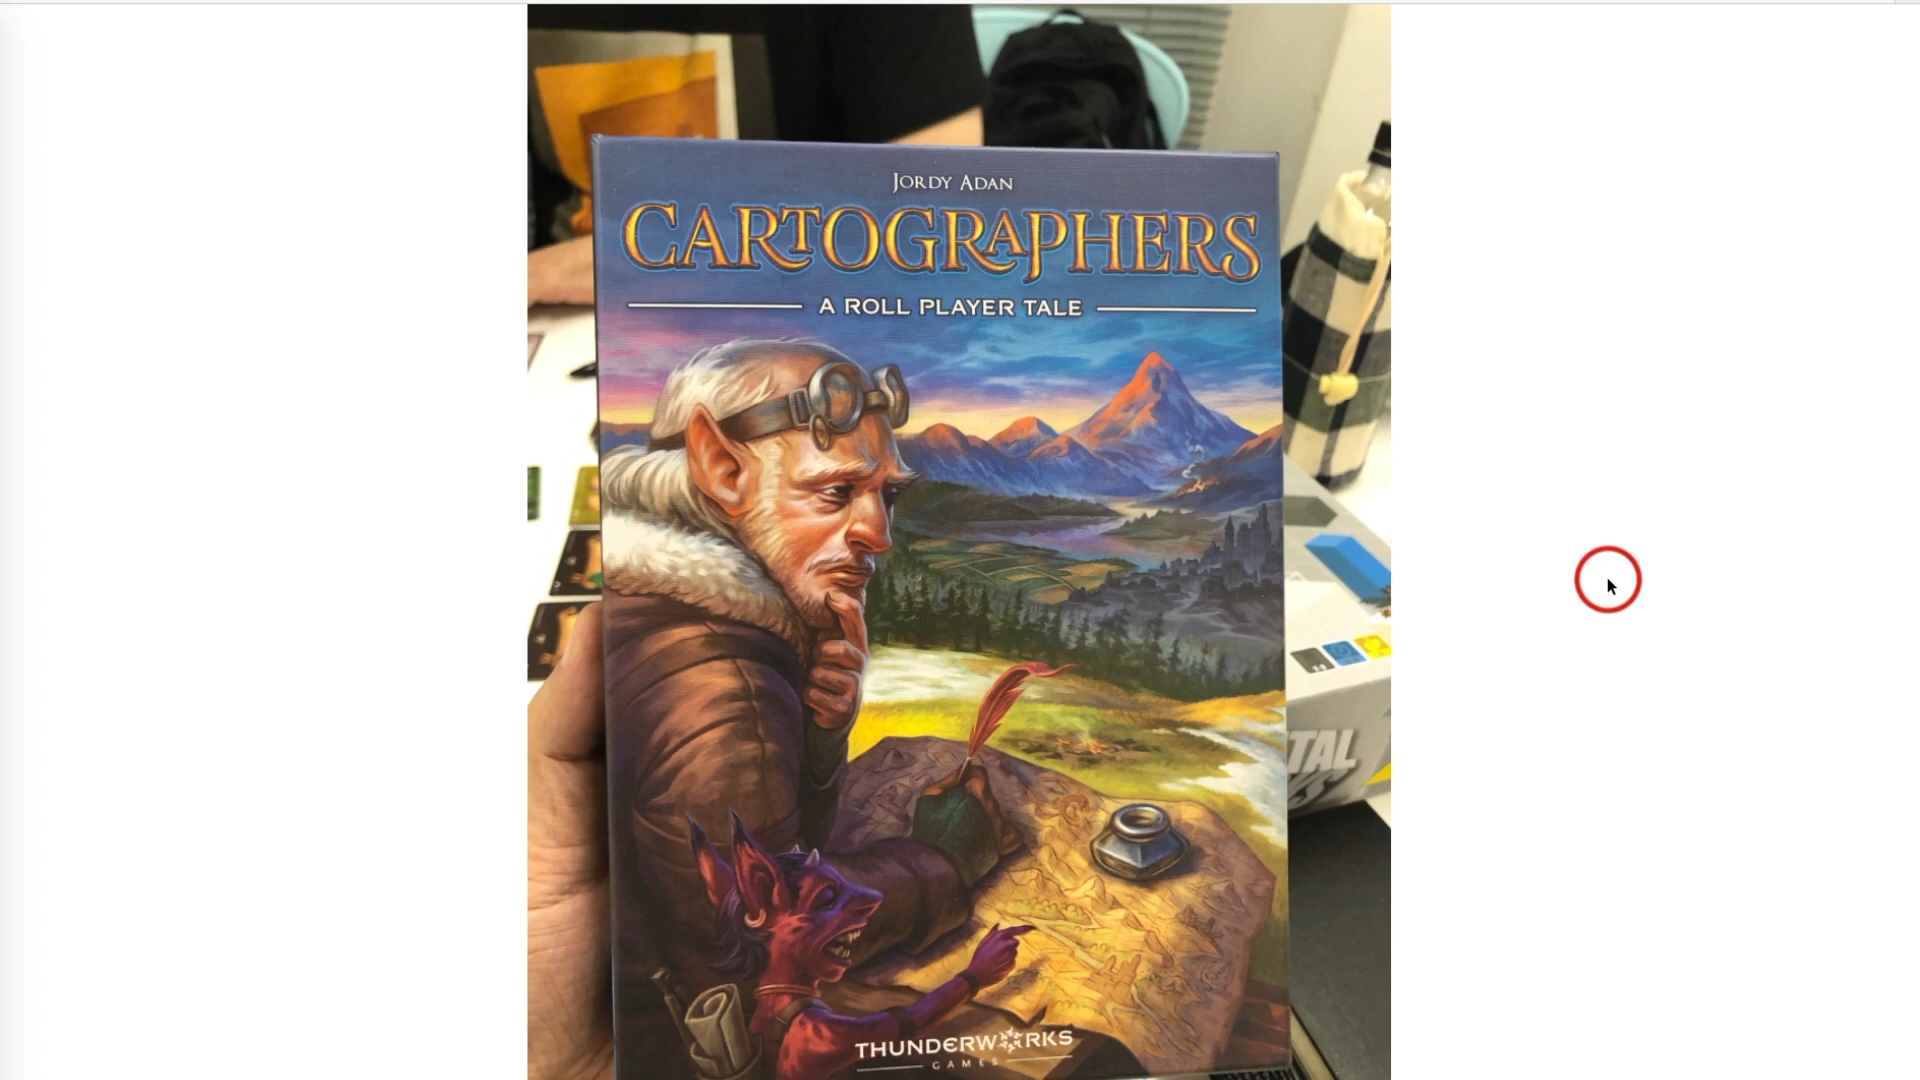 JORDY ADAN
CARTOGRAPHERS
A ROLL PLAYER TALE
THUNDERWORKS
GAMES